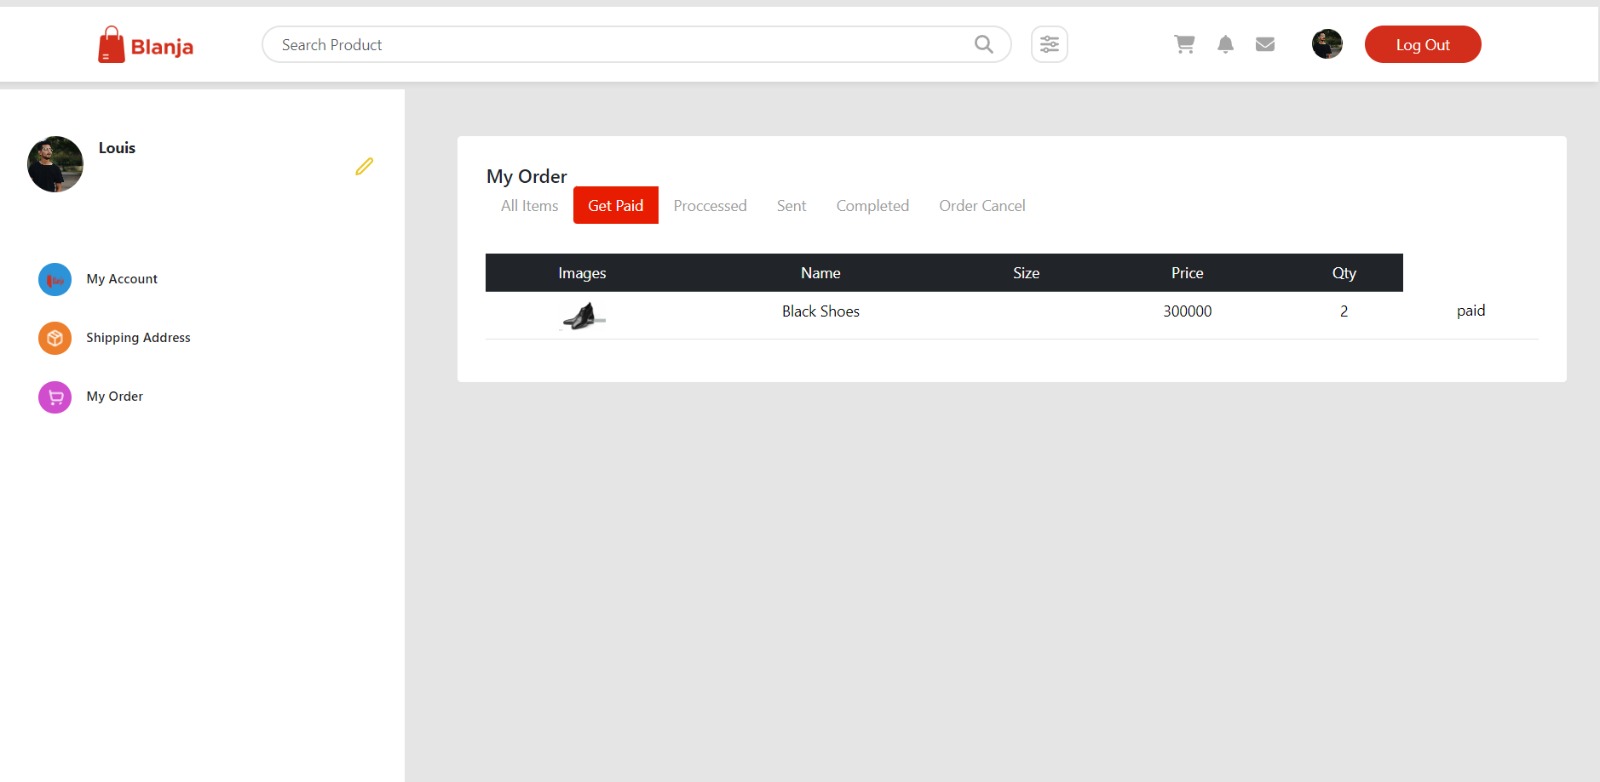 Blanja
Search Product
Log Out
Louis
My Account
Shipping Address
My Order
My Order
All Items Get Paid Proccessed Sent Completed Order Cancel
Images Name Size Price Qty
Black Shoes 300000 2 paid